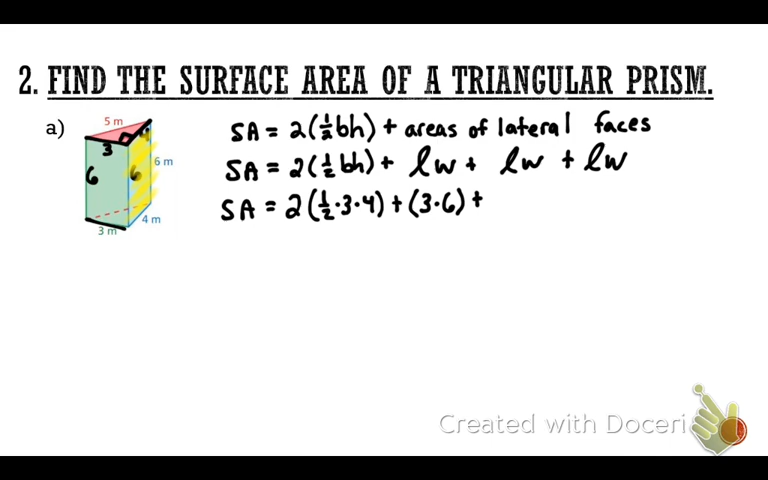 2. FIND THE SURFACE AREA OF A TRIANGULAR PRISM.
a)
5 m
3
4
6
6
6 m
4 m
3 m
SA = 2(½bh) + areas of lateral faces
SA = 2(½bh) + lw + lw + lw
SA = 2(½·3·4) + (3·6) +
Created with Doceri